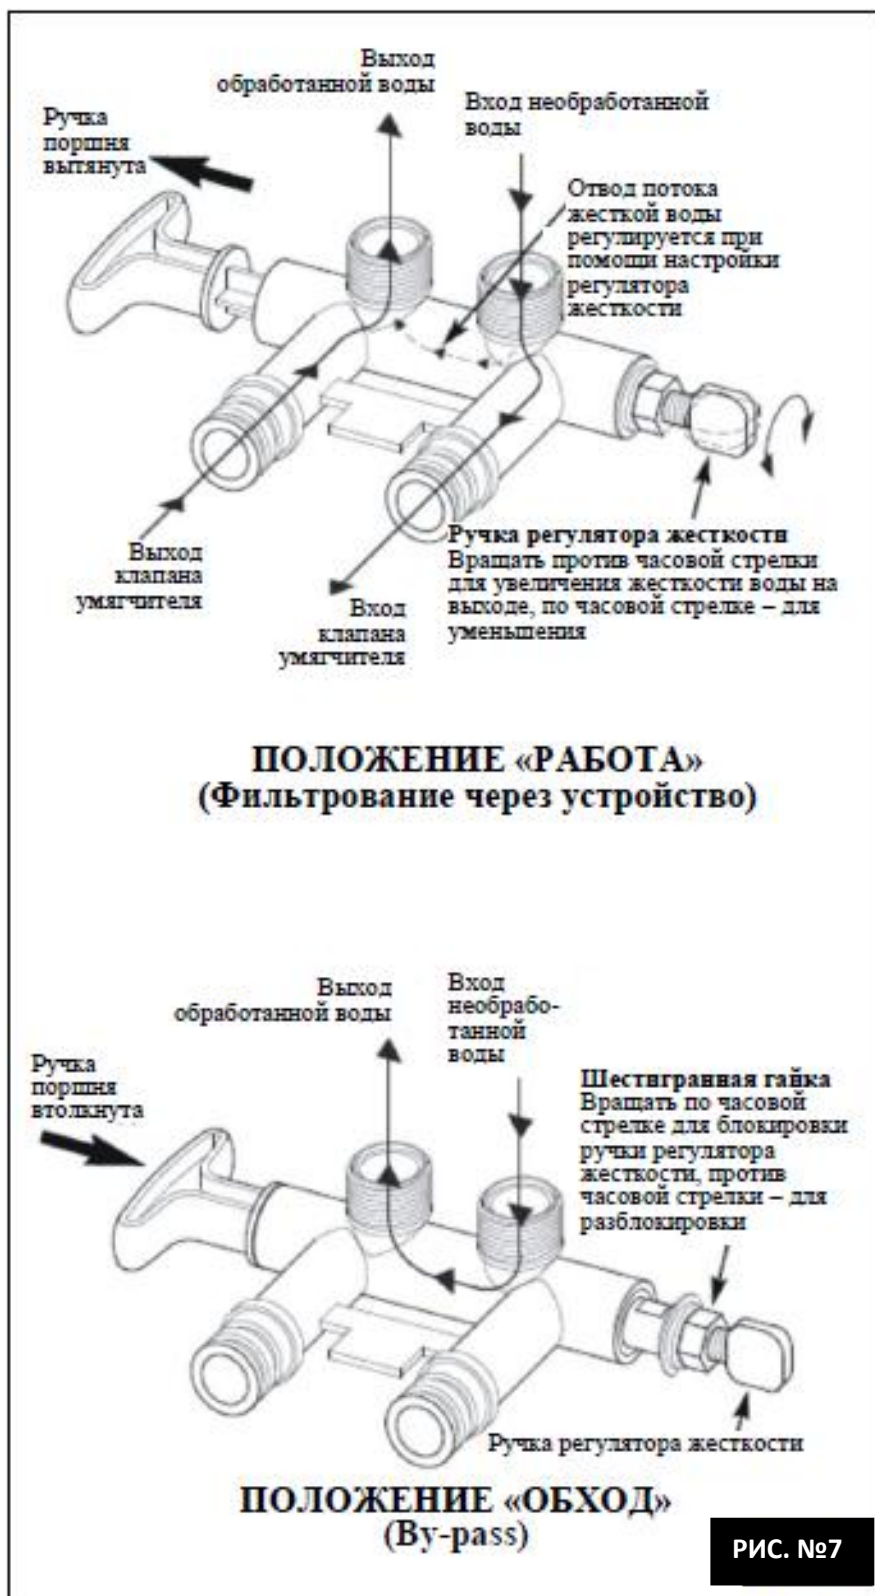 Выход
обработанной воды
Вход необработанной
воды
Ручка
поршня
вытянута
Отвод потока
жесткой воды
регулируется при
помощи настройки
регулятора
жесткости
Выход
клапана
умягчителя
Вход
клапана
умягчителя
Ручка регулятора жесткости
Вращать против часовой стрелки
для увеличения жесткости воды на
выходе, по часовой стрелке – для
уменьшения
ПОЛОЖЕНИЕ «РАБОТА»
(Фильтрование через устройство)
Выход
обработанной воды
Вход
необрабо-
танной
воды
Ручка
поршня
втолкнута
Шестигранная гайка
Вращать по часовой
стрелке для блокировки
ручки регулятора
жесткости, против
часовой стрелки – для
разблокировки
Ручка регулятора жесткости
ПОЛОЖЕНИЕ «ОБХОД»
(By-pass)
РИС. №7